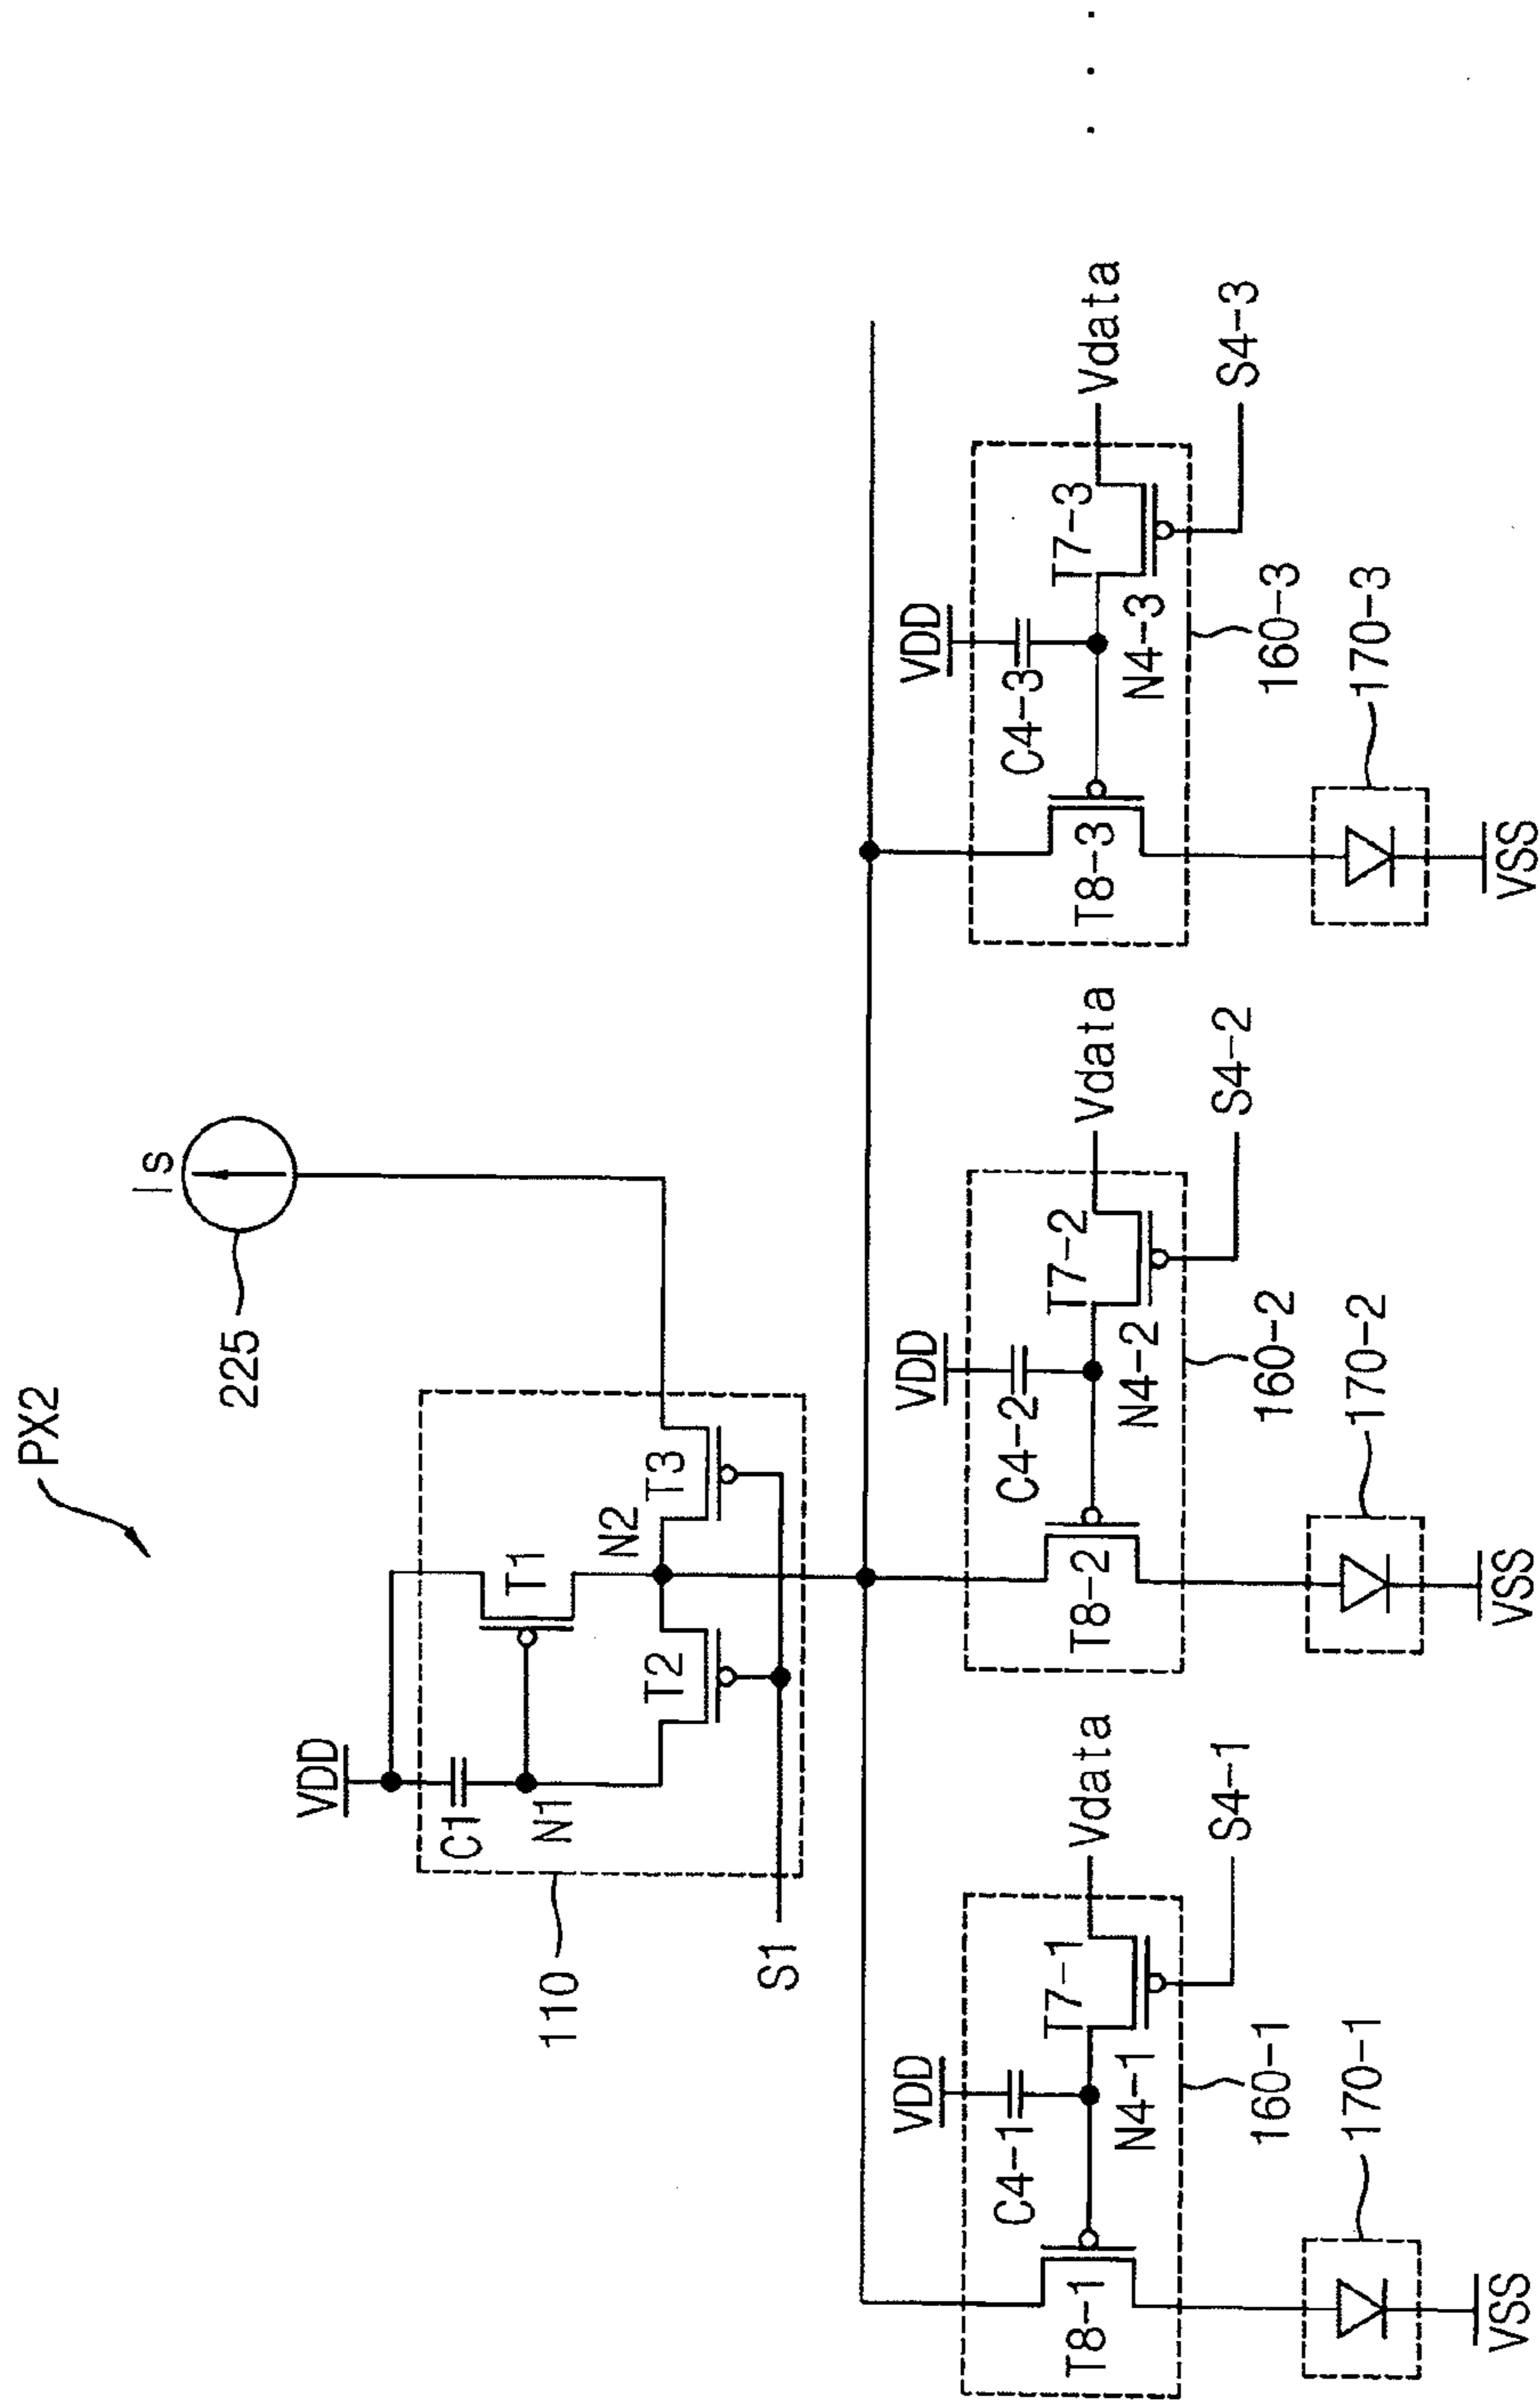 PX2
Is
225
VDD
C1
T1
N1
N2
T2
T3
110
S1
VDD
C4-1
T7-1
Vdata
T8-1
N4-1
S4-1
160-1
170-1
VSS
VDD
C4-2
T7-2
Vdata
T8-2
N4-2
S4-2
160-2
170-2
VSS
VDD
C4-3
T7-3
Vdata
T8-3
N4-3
S4-3
160-3
170-3
VSS
. . .